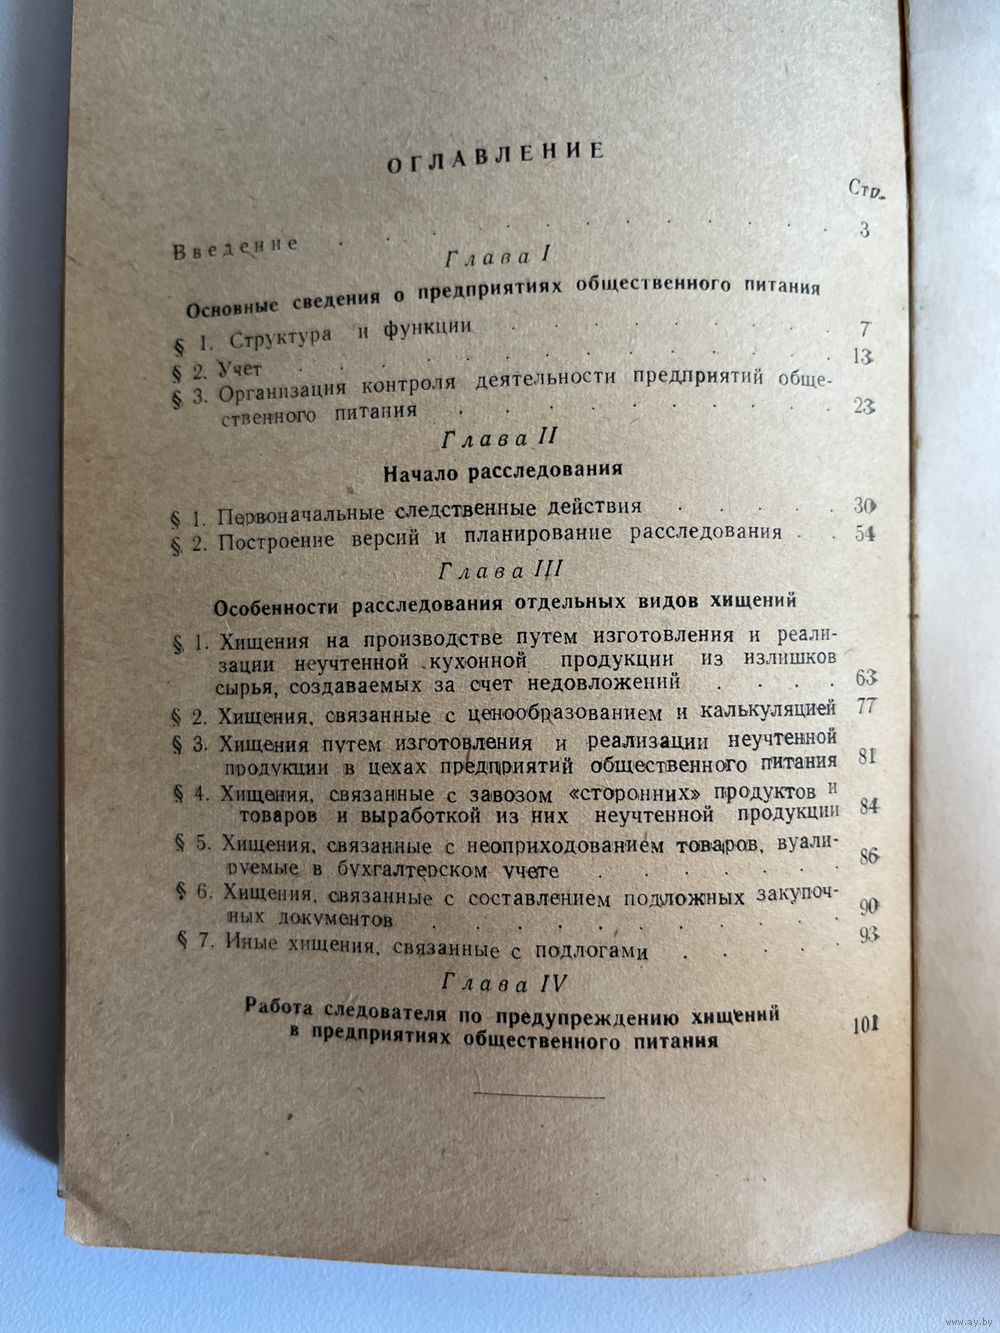 ОГЛАВЛЕНИЕ
Стр.
Введение . . . . . . . . . . . 3
Глава I
Основные сведения о предприятиях общественного питания
§ 1. Структура и функции . . . . . . . . 7
§ 2. Учет . . . . . . . . . . . . . 13
§ 3. Организация контроля деятельности предприятий обще-
ственного питания . . . . . . . . . 23
Глава II
Начало расследования
§ 1. Первоначальные следственные действия . . . . . 30
§ 2. Построение версий и планирование расследования . . 54
Глава III
Особенности расследования отдельных видов хищений
§ 1. Хищения на производстве путем изготовления и реали-
зации неучтенной кухонной продукции из излишков
сырья, создаваемых за счет недовложений . . . . 63
§ 2. Хищения, связанные с ценообразованием и калькуляцией 77
§ 3. Хищения путем изготовления и реализации неучтенной
продукции в цехах предприятий общественного питания 81
§ 4. Хищения, связанные с завозом «сторонних» продуктов и
товаров и выработкой из них неучтенной продукции 84
§ 5. Хищения, связанные с неоприходованием товаров, вуали-
руемые в бухгалтерском учете . . . . . . 86
§ 6. Хищения, связанные с составлением подложных закупоч-
ных документов . . . . . . . . . . 90
§ 7. Иные хищения, связанные с подлогами . . . . 93
Глава IV
Работа следователя по предупреждению хищений
в предприятиях общественного питания 101
www.ay.by